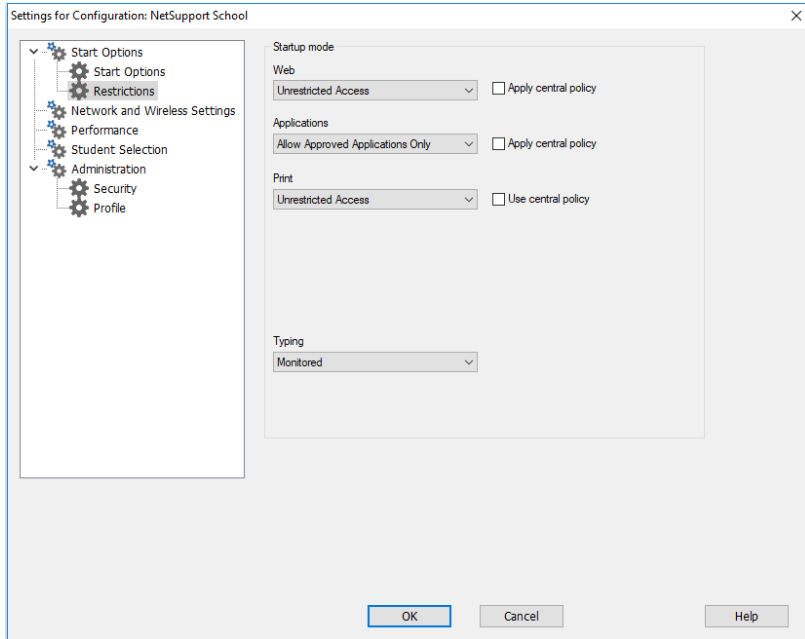 Settings for Configuration: NetSupport School
Start Options
Start Options
Restrictions
Network and Wireless Settings
Performance
Student Selection
Administration
Security
Profile
Startup mode
Web
Unrestricted Access
Apply central policy
Applications
Allow Approved Applications Only
Apply central policy
Print
Unrestricted Access
Use central policy
Typing
Monitored
OK
Cancel
Help